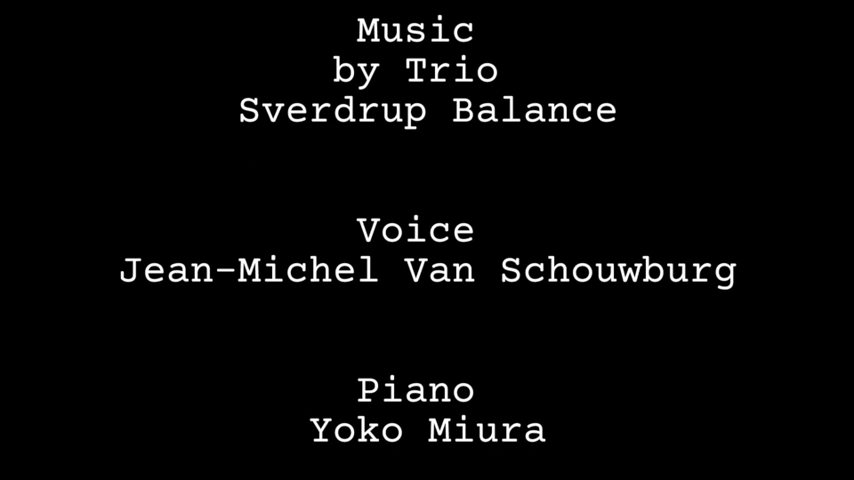 Music
by Trio
Sverdrup Balance
Voice
Jean-Michel Van Schouwburg
Piano
Yoko Miura